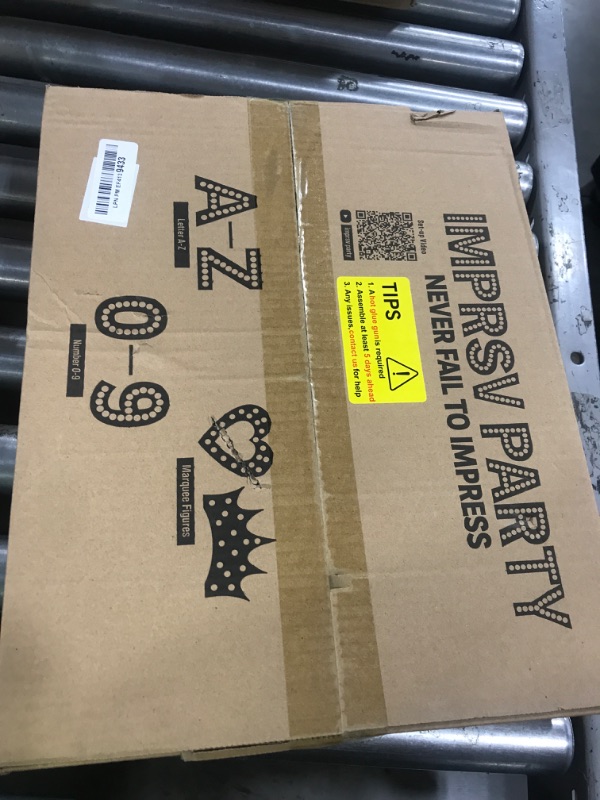 IMPRSV PARTY
NEVER FAIL TO IMPRESS
Set-up Video
imprsvparty
TIPS
1. A hot glue gun is required
2. Assemble at least 5 days ahead
3. Any issues, contact us for help
A-Z
Letter A-Z
0-9
Number 0-9
Marquee Figures
9433